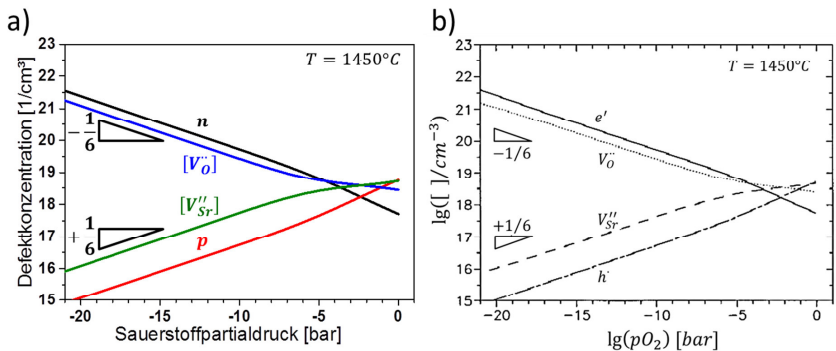 a)
Defektkonzentration [1/cm³]
23
22
21
20
19
18
17
16
15
T = 1450°C
n
[V_O^¨]
[V''_Sr]
p
− 1/6
+ 1/6
−20
−15
−10
−5
0
Sauerstoffpartialdruck [bar]
b)
lg([ ]/cm⁻³)
23
22
21
20
19
18
17
16
15
T = 1450°C
e'
V_O^¨
V''_Sr
h˙
−1/6
+1/6
−20
−15
−10
−5
0
lg(pO₂) [bar]